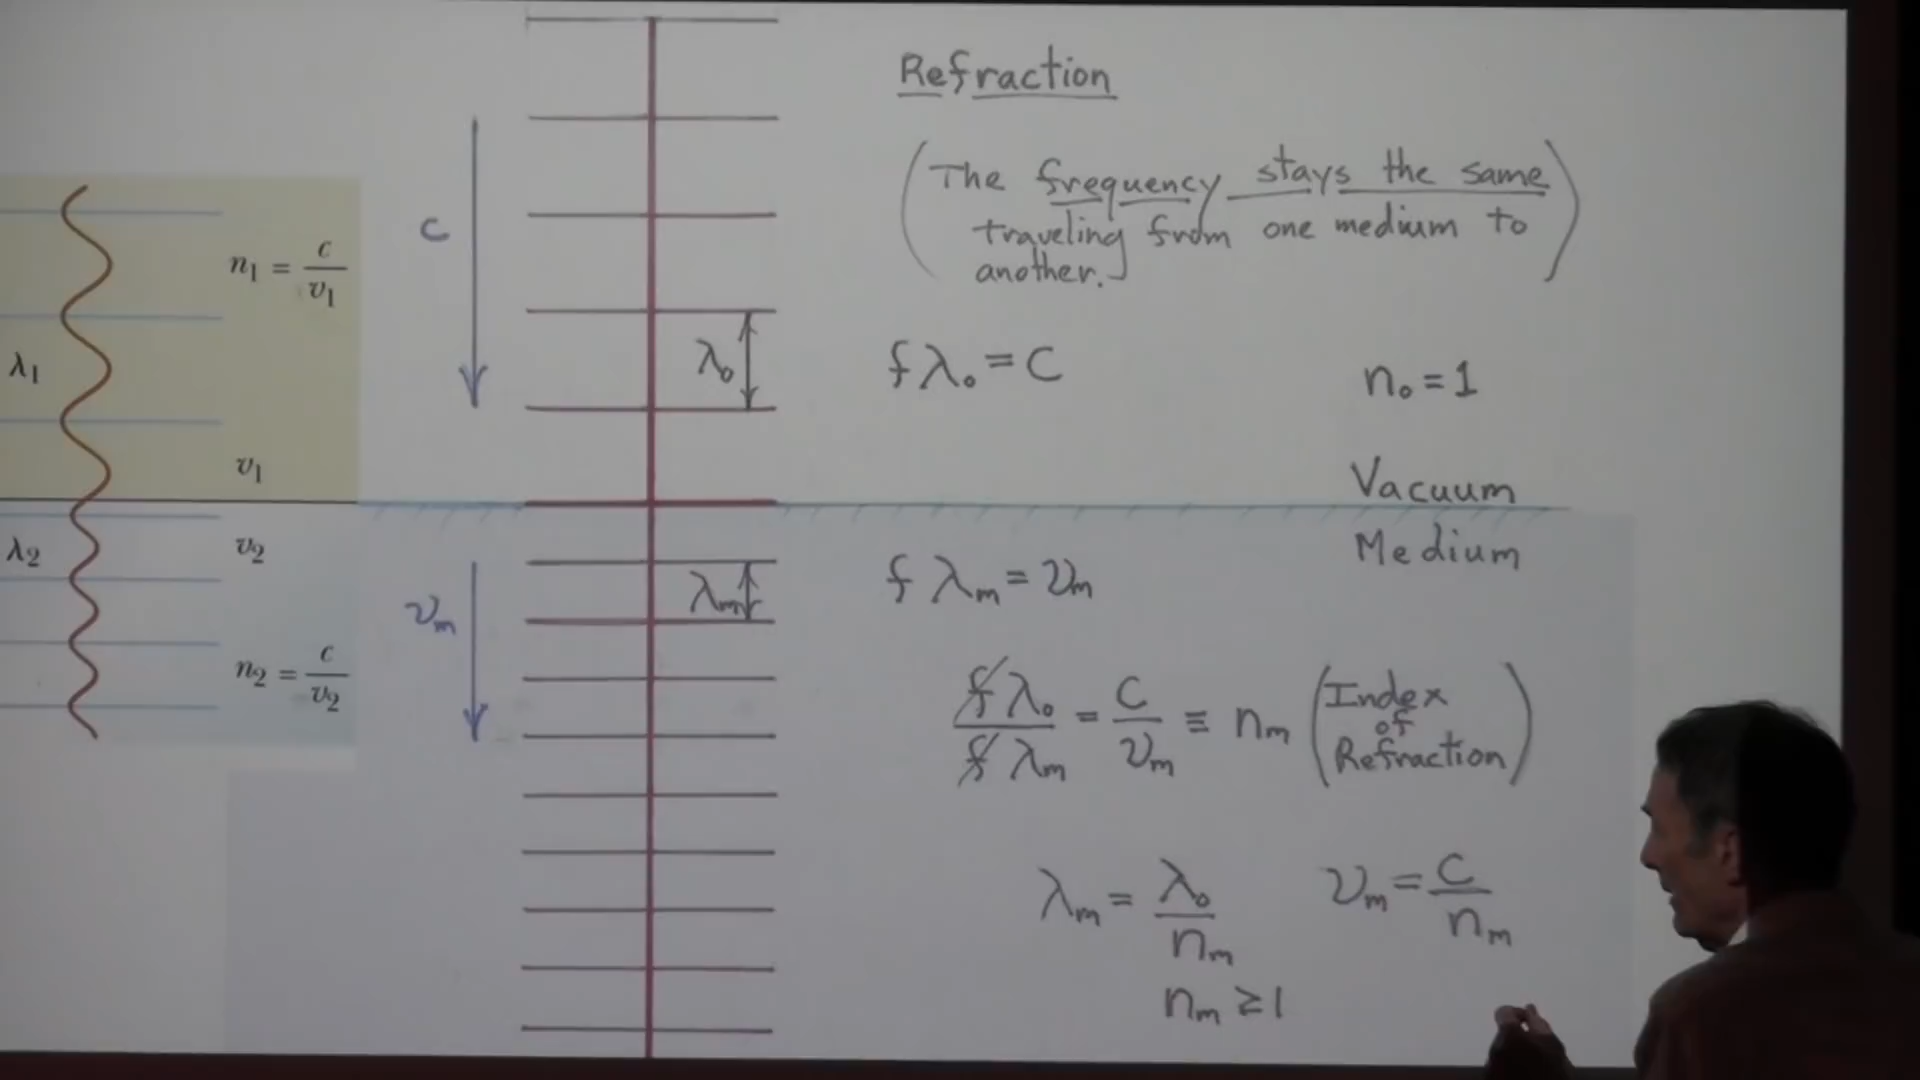 Refraction
(The frequency stays the same
traveling from one medium to
another.)
n₁ = c/v₁
c
λ₁
λ₀
fλ₀ = c
n₀ = 1
v₁
Vacuum
λ₂
v₂
Medium
vₘ
λₘ
fλₘ = vₘ
n₂ = c/v₂
fλ₀/fλₘ = c/vₘ ≡ nₘ (Index of Refraction)
λₘ = λ₀/nₘ
vₘ = c/nₘ
nₘ ≥ 1